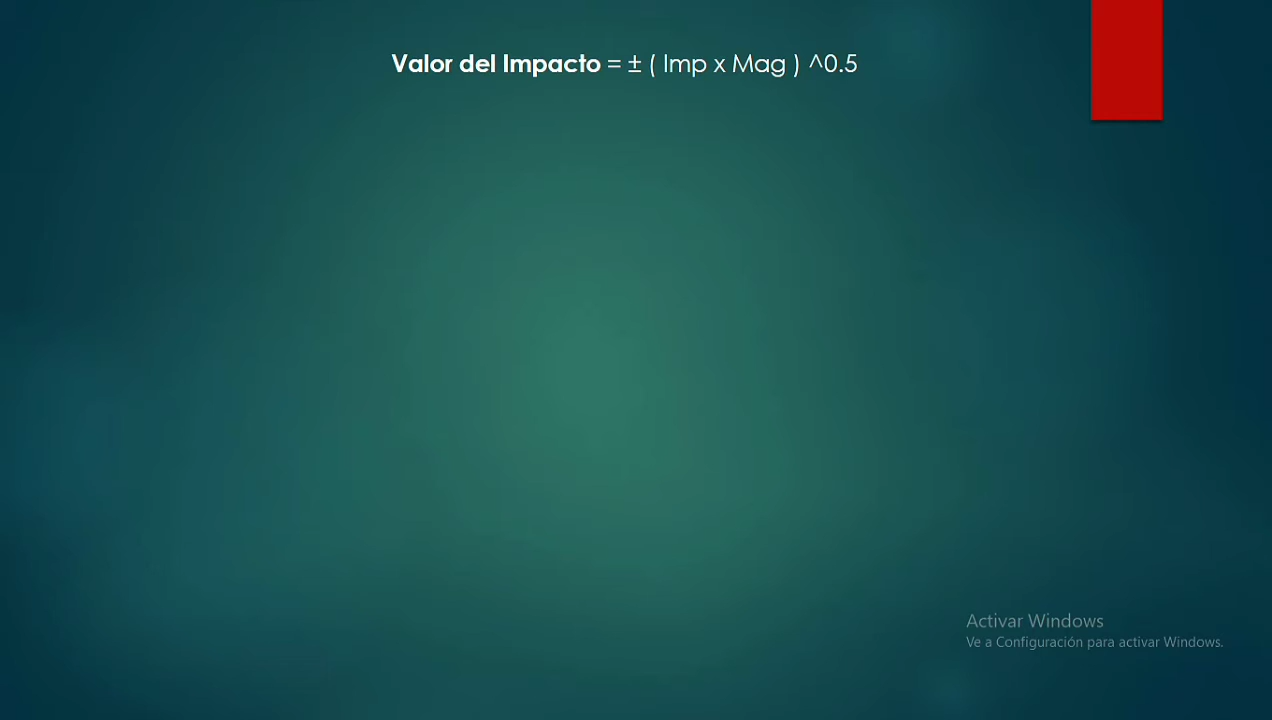 Valor del Impacto = ± ( Imp x Mag ) ^0.5
Activar Windows
Ve a Configuración para activar Windows.